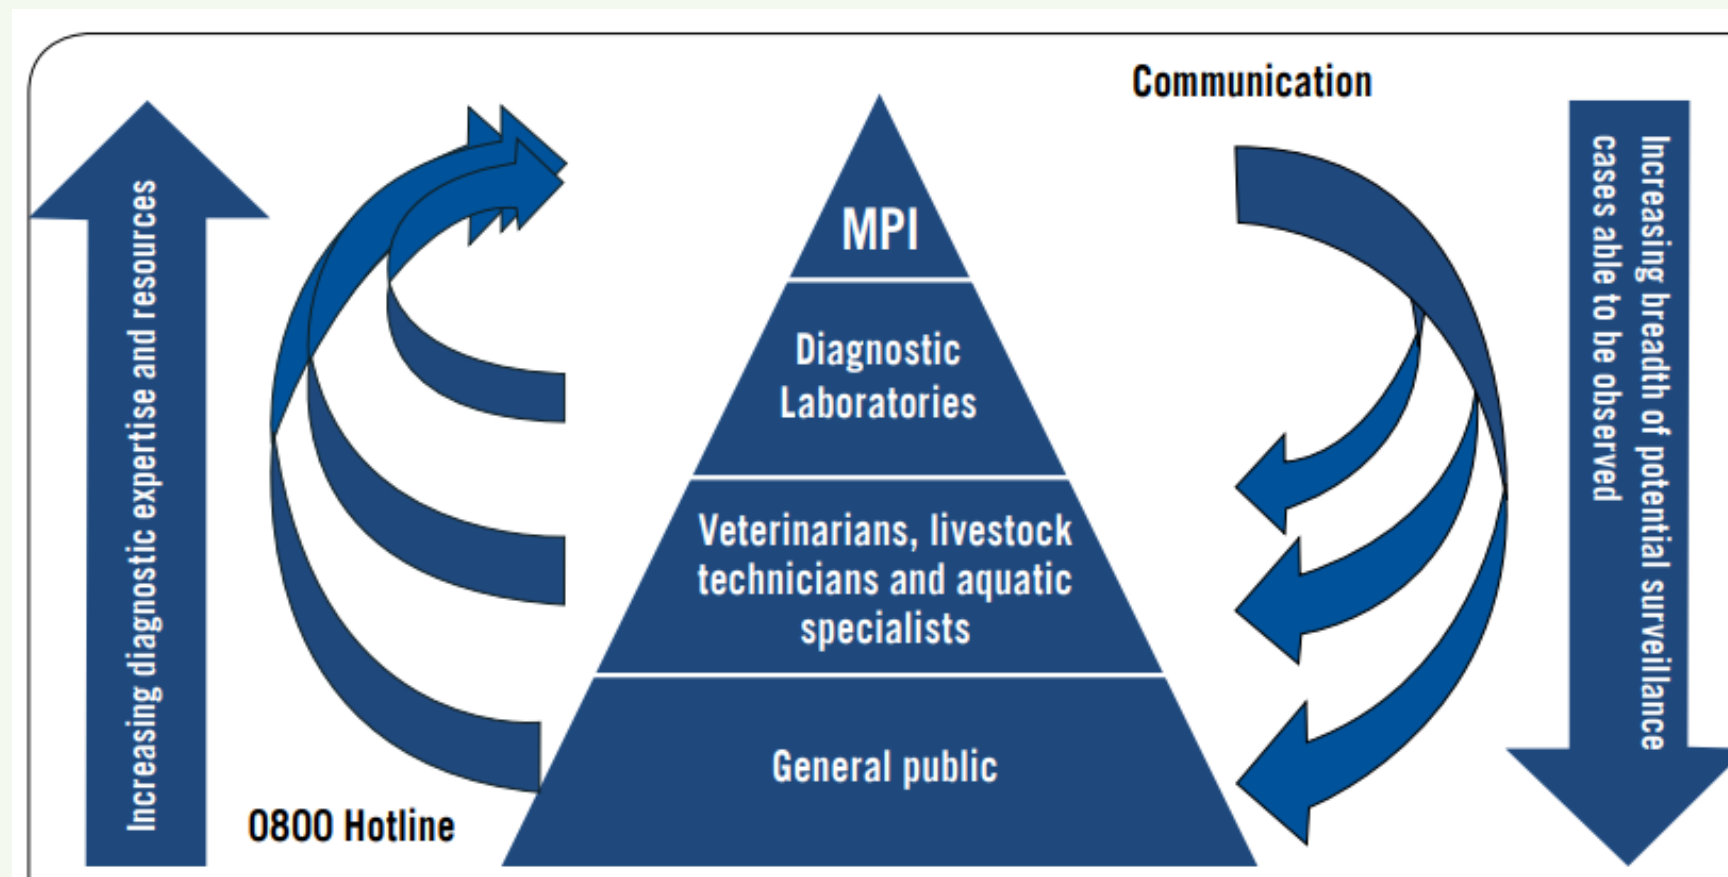 Communication
Increasing diagnostic expertise and resources
MPI
Diagnostic
Laboratories
Veterinarians, livestock
technicians and aquatic
specialists
General public
0800 Hotline
Increasing breadth of potential surveillance
cases able to be observed